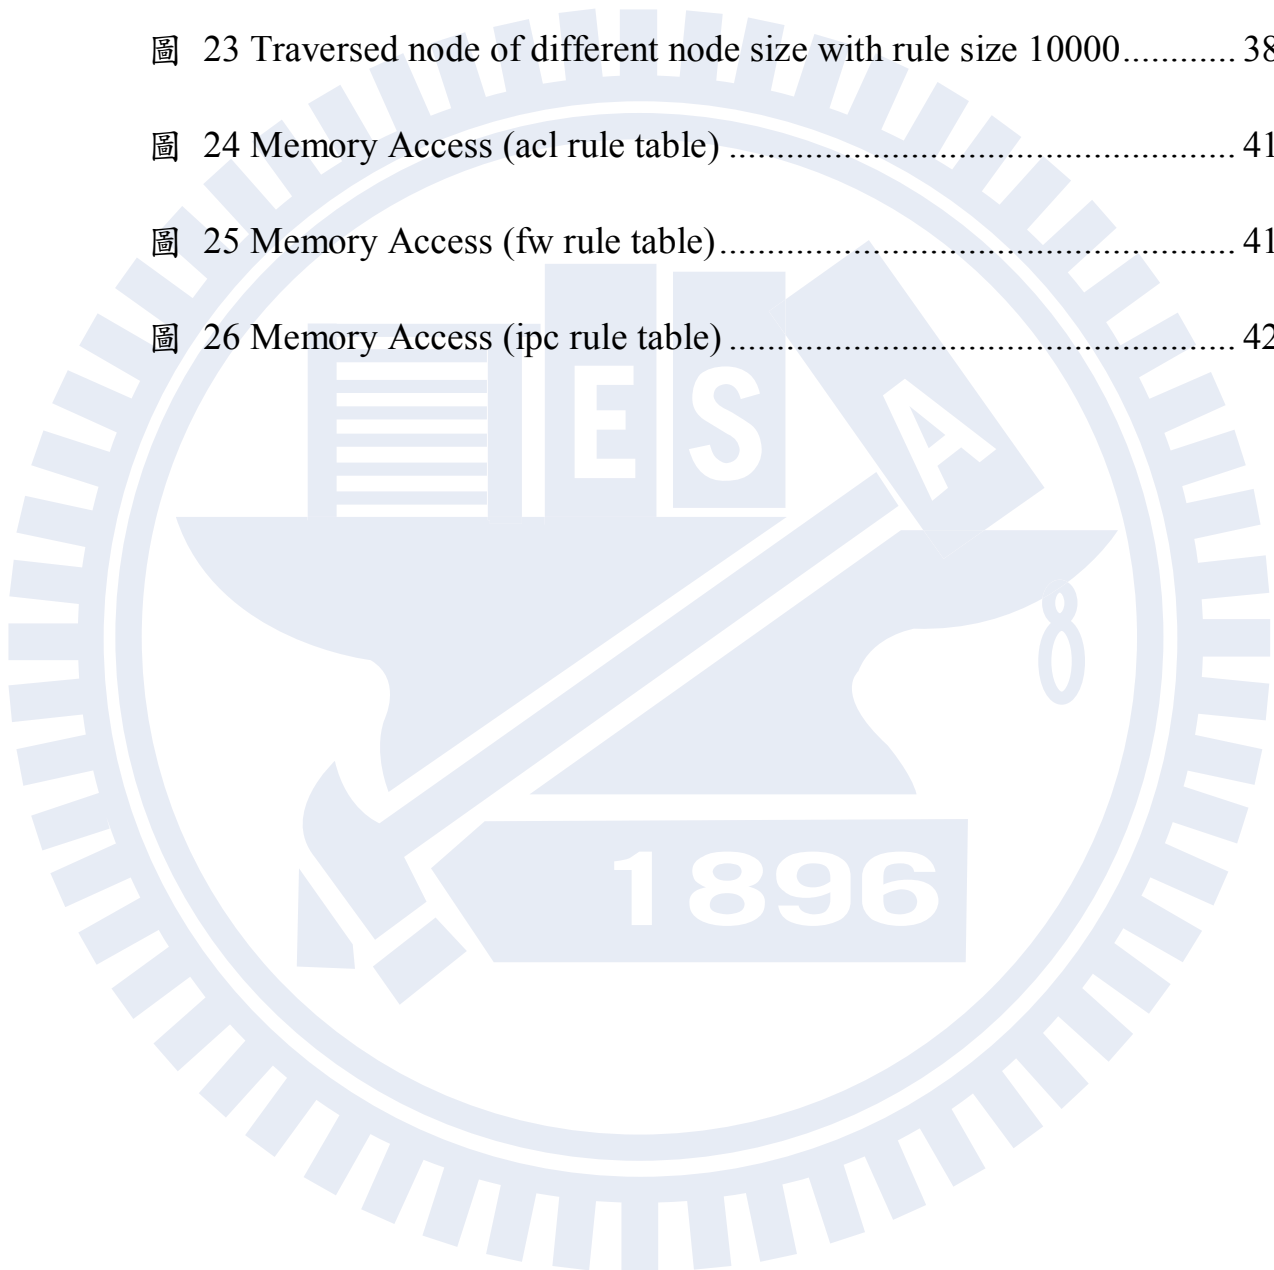 圖 23 Traversed node of different node size with rule size 10000............ 38
圖 24 Memory Access (acl rule table) ...................................................... 41
圖 25 Memory Access (fw rule table)....................................................... 41
圖 26 Memory Access (ipc rule table) ...................................................... 42
E S A
8
1896